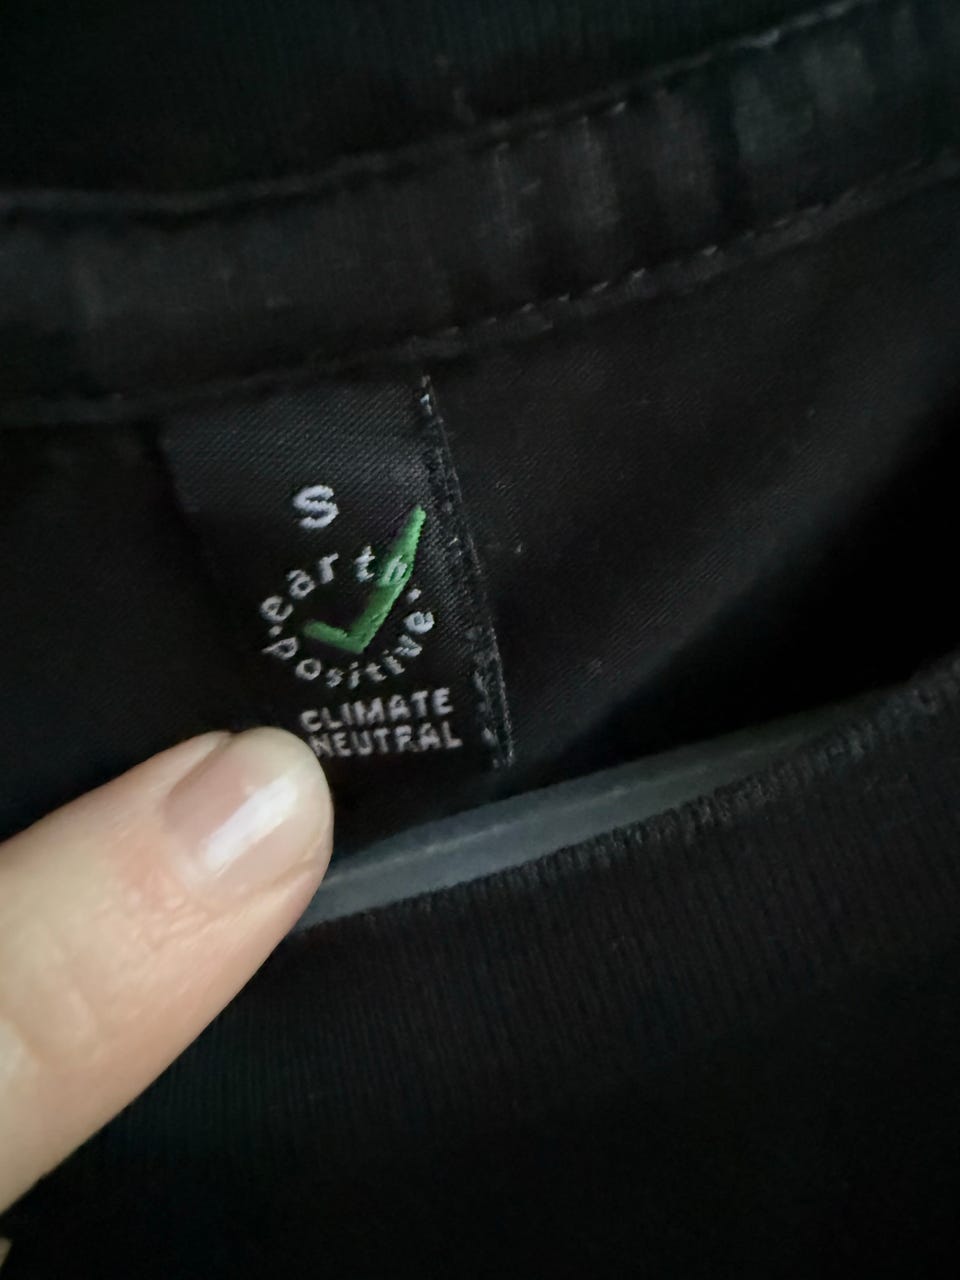 S
earth
positive
CLIMATE
NEUTRAL